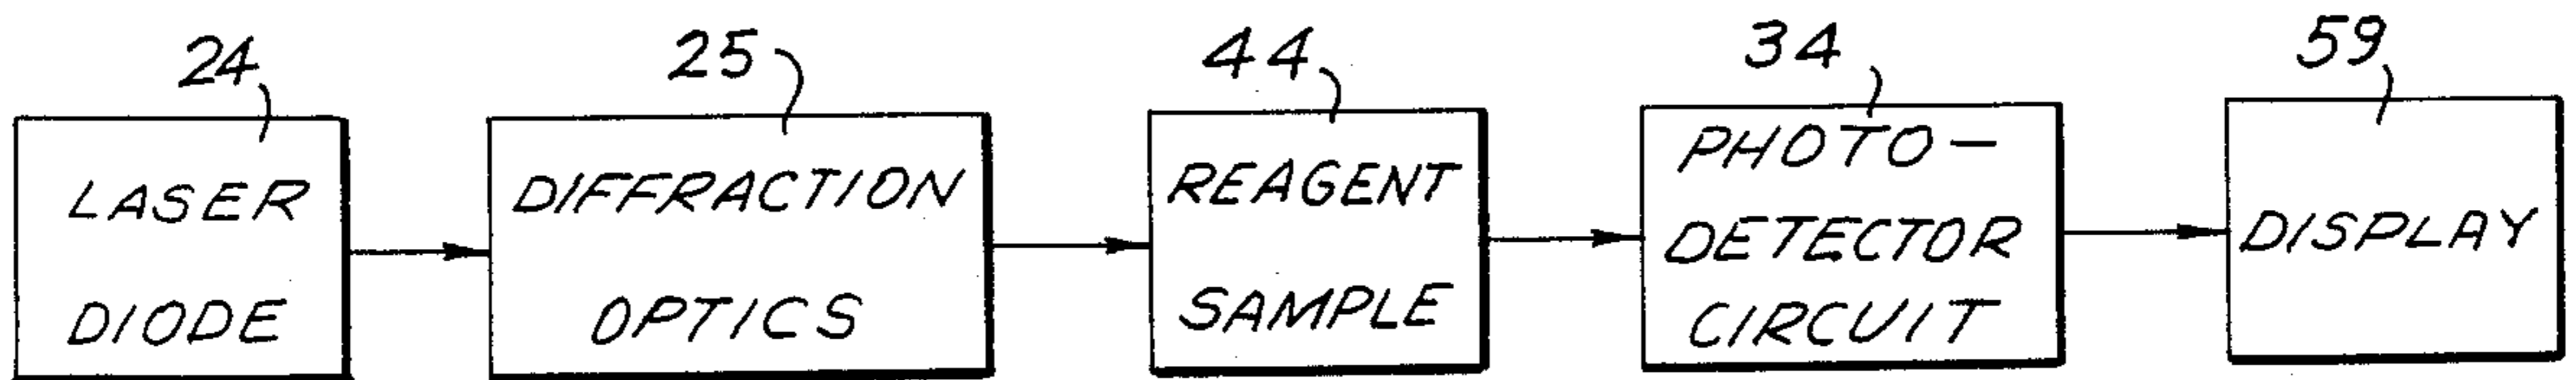 24
LASER
DIODE
25
DIFFRACTION
OPTICS
44
REAGENT
SAMPLE
34
PHOTO-
DETECTOR
CIRCUIT
59
DISPLAY